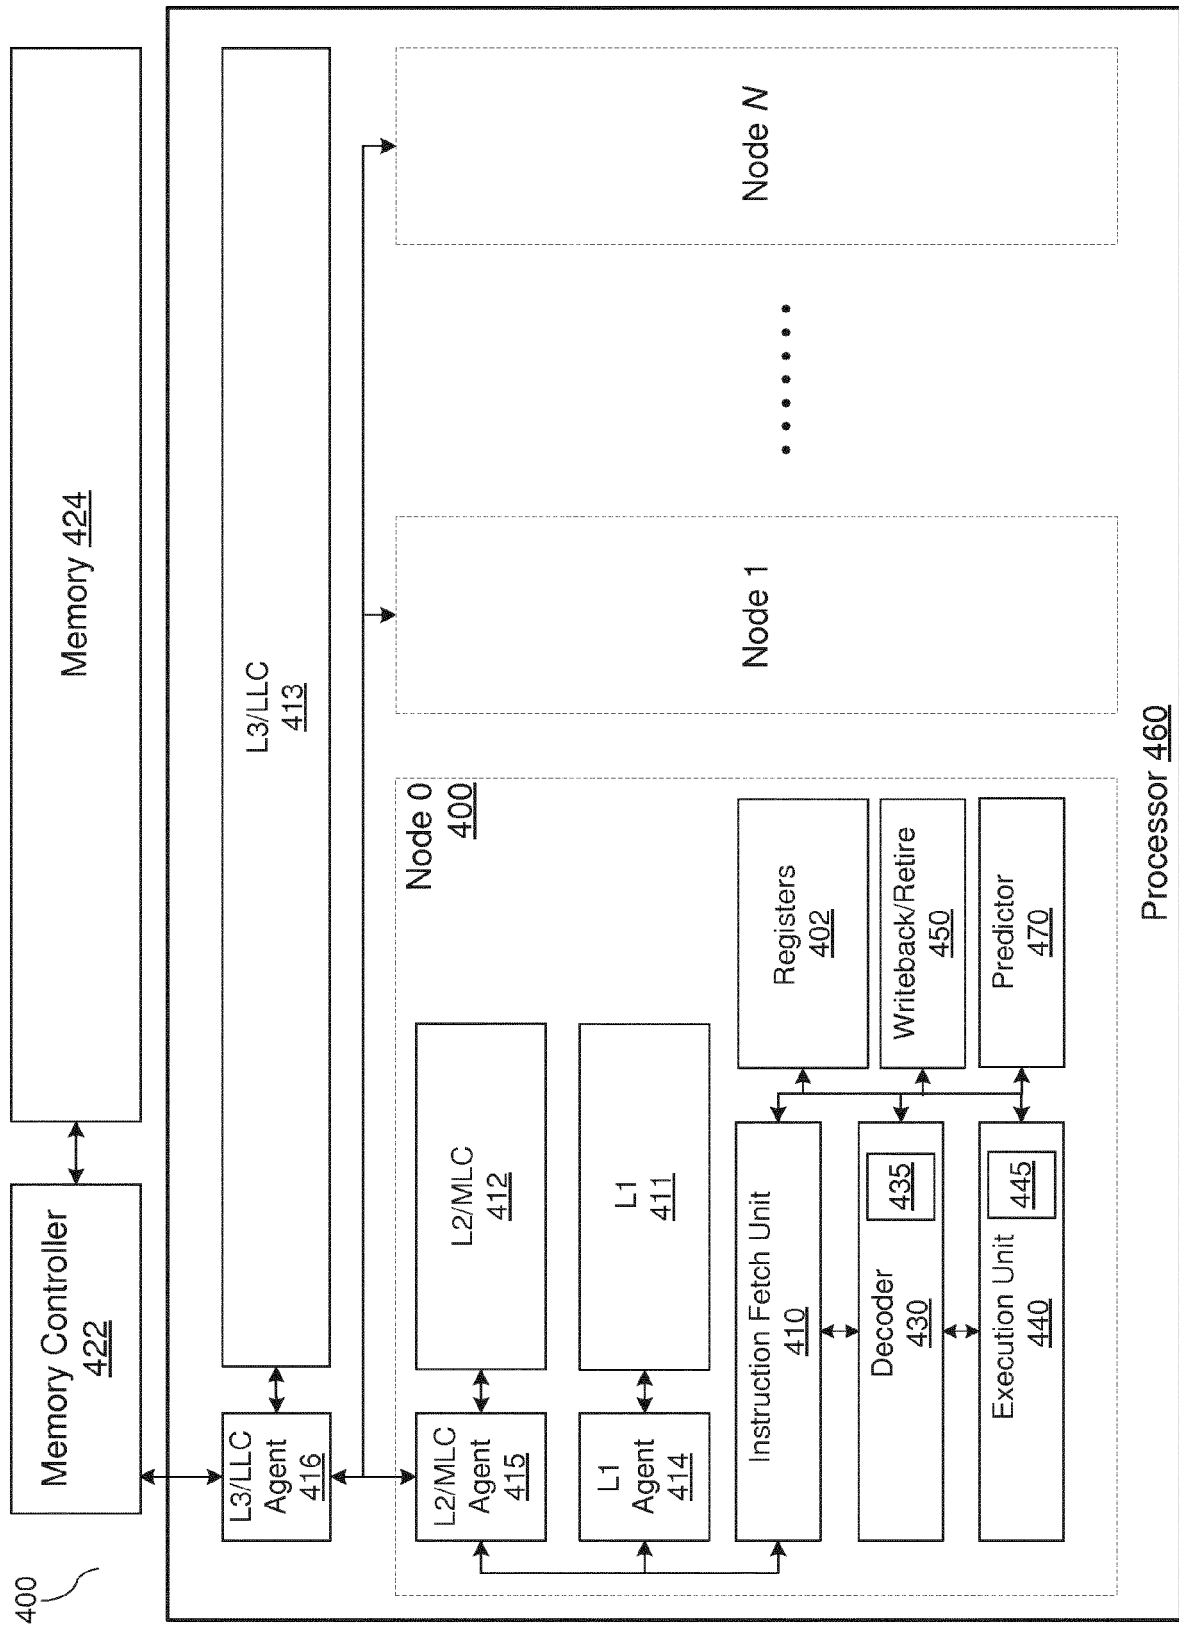 400
Memory Controller
422
Memory 424
L3/LLC
Agent
416
L3/LLC
413
Node 0
400
L2/MLC
Agent
415
L2/MLC
412
L1
Agent
414
L1
411
Instruction Fetch Unit
410
Decoder
430
435
Execution Unit
440
445
Registers
402
Writeback/Retire
450
Predictor
470
Node 1
Node N
Processor 460